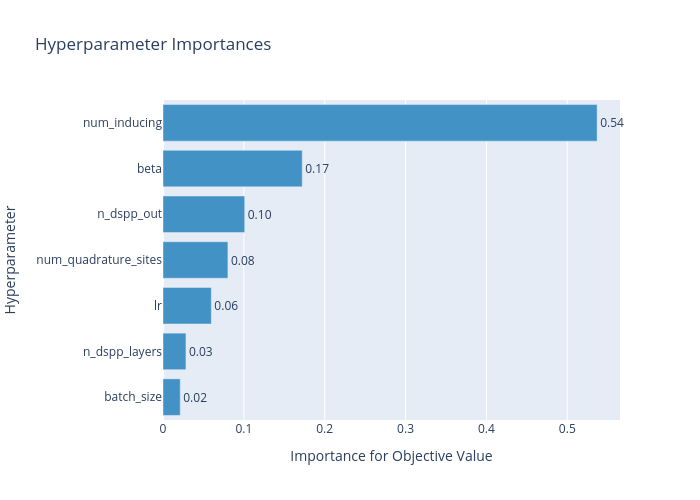 Hyperparameter Importances
Hyperparameter
num_inducing 0.54
beta 0.17
n_dspp_out 0.10
num_quadrature_sites 0.08
lr 0.06
n_dspp_layers 0.03
batch_size 0.02
0 0.1 0.2 0.3 0.4 0.5
Importance for Objective Value